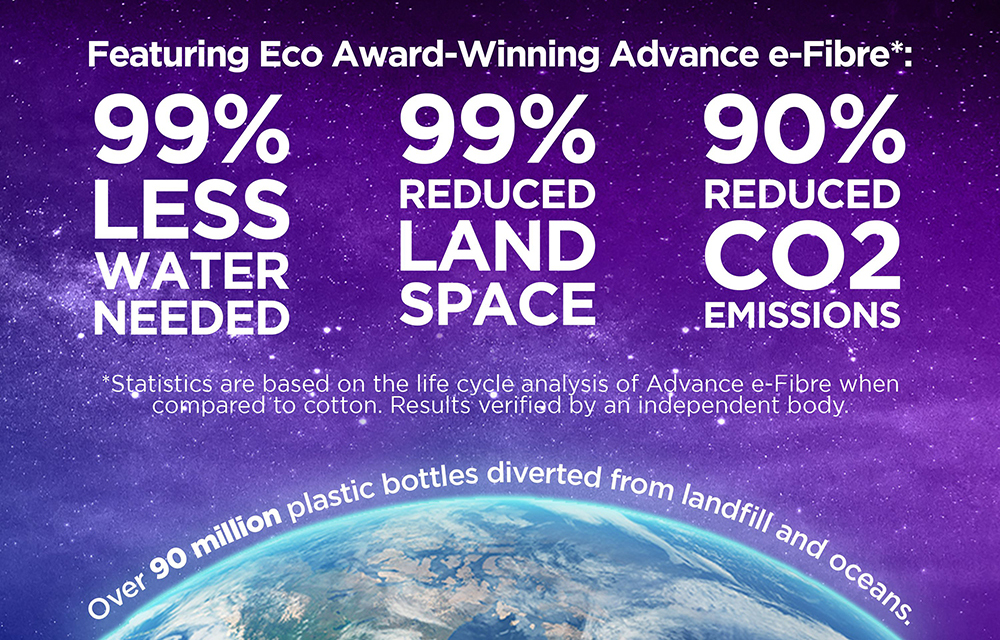 Featuring Eco Award-Winning Advance e-Fibre*:
99%
LESS
WATER
NEEDED
99%
REDUCED
LAND
SPACE
90%
REDUCED
CO2
EMISSIONS
*Statistics are based on the life cycle analysis of Advance e-Fibre when
compared to cotton. Results verified by an independent body.
Over 90 million plastic bottles diverted from landfill and oceans.